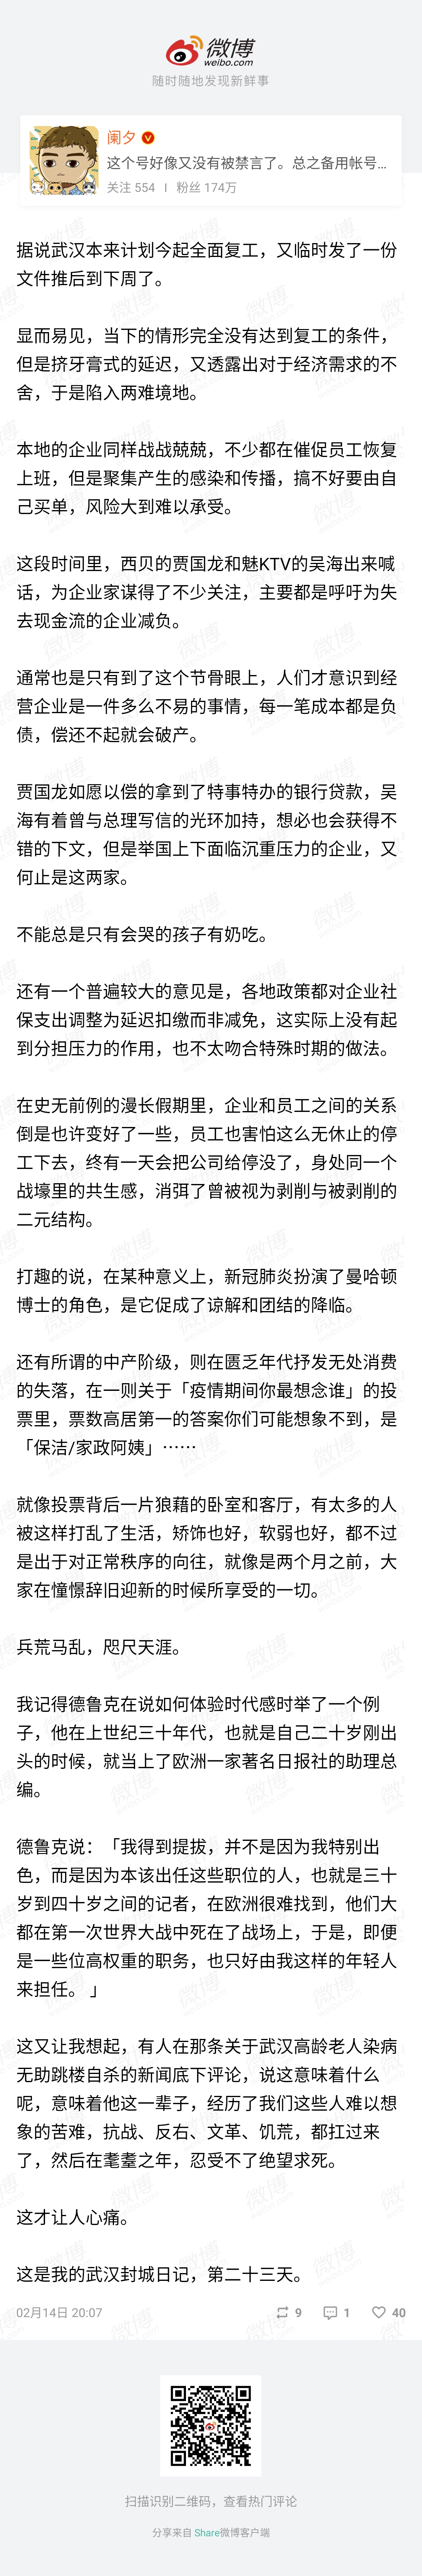 微博
weibo.com
随时随地发现新鲜事
阑夕
这个号好像又没有被禁言了。总之备用帐号...
关注 554 | 粉丝 174万
据说武汉本来计划今起全面复工，又临时发了一份
文件推后到下周了。
显而易见，当下的情形完全没有达到复工的条件，
但是挤牙膏式的延迟，又透露出对于经济需求的不
舍，于是陷入两难境地。
本地的企业同样战战兢兢，不少都在催促员工恢复
上班，但是聚集产生的感染和传播，搞不好要由自
己买单，风险大到难以承受。
这段时间里，西贝的贾国龙和魅KTV的吴海出来喊
话，为企业家谋得了不少关注，主要都是呼吁为失
去现金流的企业减负。
通常也是只有到了这个节骨眼上，人们才意识到经
营企业是一件多么不易的事情，每一笔成本都是负
债，偿还不起就会破产。
贾国龙如愿以偿的拿到了特事特办的银行贷款，吴
海有着曾与总理写信的光环加持，想必也会获得不
错的下文，但是举国上下面临沉重压力的企业，又
何止是这两家。
不能总是只有会哭的孩子有奶吃。
还有一个普遍较大的意见是，各地政策都对企业社
保支出调整为延迟扣缴而非减免，这实际上没有起
到分担压力的作用，也不太吻合特殊时期的做法。
在史无前例的漫长假期里，企业和员工之间的关系
倒是也许变好了一些，员工也害怕这么无休止的停
工下去，终有一天会把公司给停没了，身处同一个
战壕里的共生感，消弭了曾被视为剥削与被剥削的
二元结构。
打趣的说，在某种意义上，新冠肺炎扮演了曼哈顿
博士的角色，是它促成了谅解和团结的降临。
还有所谓的中产阶级，则在匮乏年代抒发无处消费
的失落，在一则关于「疫情期间你最想念谁」的投
票里，票数高居第一的答案你们可能想象不到，是
「保洁/家政阿姨」……
就像投票背后一片狼藉的卧室和客厅，有太多的人
被这样打乱了生活，矫饰也好，软弱也好，都不过
是出于对正常秩序的向往，就像是两个月之前，大
家在憧憬辞旧迎新的时候所享受的一切。
兵荒马乱，咫尺天涯。
我记得德鲁克在说如何体验时代感时举了一个例
子，他在上世纪三十年代，也就是自己二十岁刚出
头的时候，就当上了欧洲一家著名日报社的助理总
编。
德鲁克说：「我得到提拔，并不是因为我特别出
色，而是因为本该出任这些职位的人，也就是三十
岁到四十岁之间的记者，在欧洲很难找到，他们大
都在第一次世界大战中死在了战场上，于是，即便
是一些位高权重的职务，也只好由我这样的年轻人
来担任。」
这又让我想起，有人在那条关于武汉高龄老人染病
无助跳楼自杀的新闻底下评论，说这意味着什么
呢，意味着他这一辈子，经历了我们这些人难以想
象的苦难，抗战、反右、文革、饥荒，都扛过来
了，然后在耄耋之年，忍受不了绝望求死。
这才让人心痛。
这是我的武汉封城日记，第二十三天。
02月14日 20:07 9 1 40
扫描识别二维码，查看热门评论
分享来自 Share微博客户端